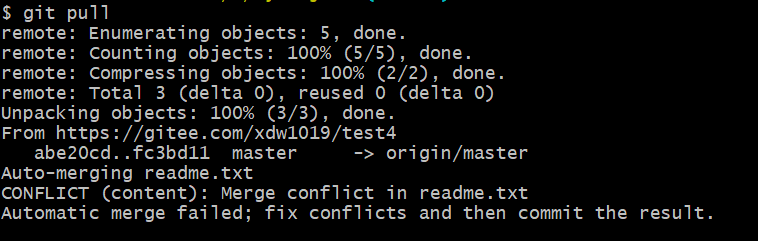 $ git pull
remote: Enumerating objects: 5, done.
remote: Counting objects: 100% (5/5), done.
remote: Compressing objects: 100% (2/2), done.
remote: Total 3 (delta 0), reused 0 (delta 0)
Unpacking objects: 100% (3/3), done.
From https://gitee.com/xdw1019/test4
   abe20cd..fc3bd11  master     -> origin/master
Auto-merging readme.txt
CONFLICT (content): Merge conflict in readme.txt
Automatic merge failed; fix conflicts and then commit the result.